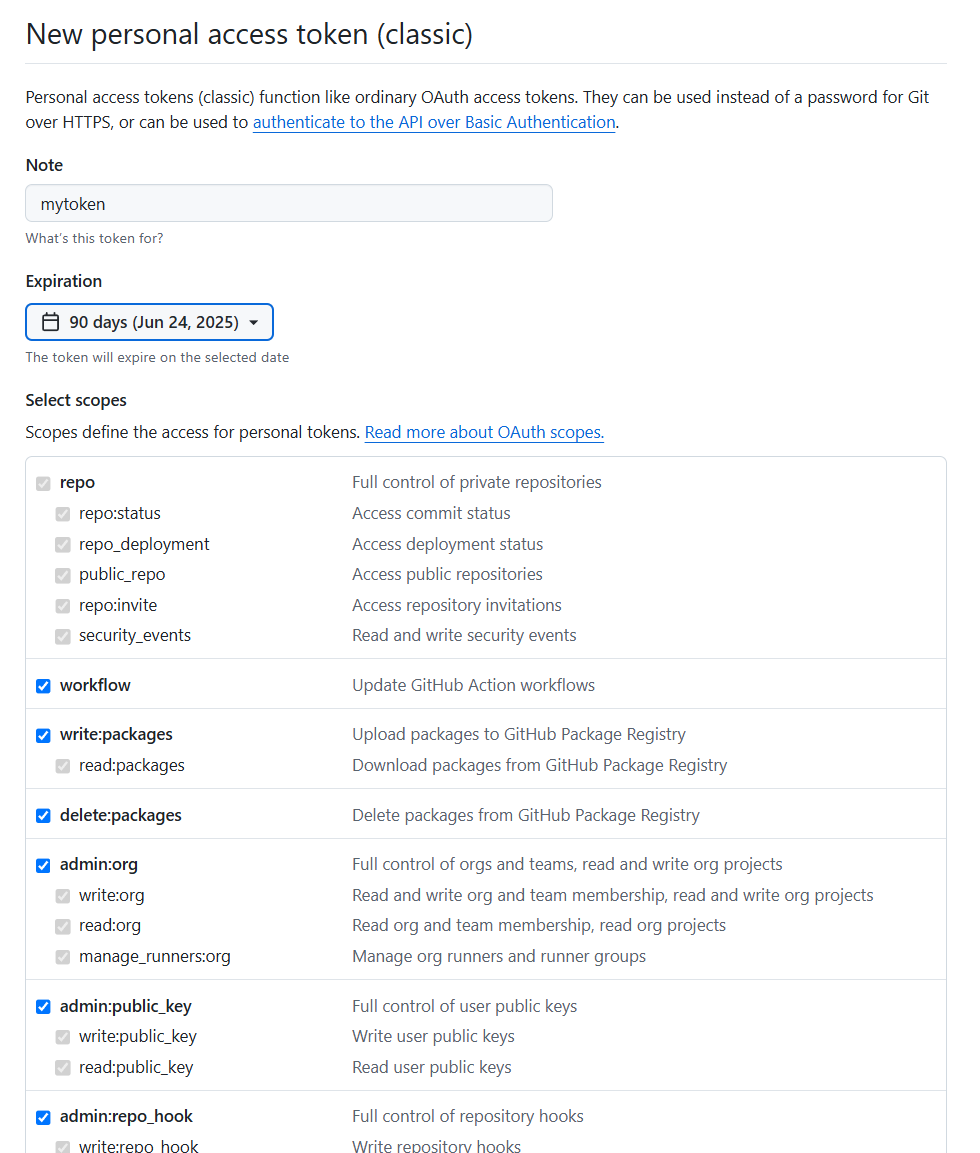 New personal access token (classic)
Personal access tokens (classic) function like ordinary OAuth access tokens. They can be used instead of a password for Git
over HTTPS, or can be used to authenticate to the API over Basic Authentication.
Note
mytoken
What's this token for?
Expiration
90 days (Jun 24, 2025)
The token will expire on the selected date
Select scopes
Scopes define the access for personal tokens. Read more about OAuth scopes.
repo Full control of private repositories
repo:status Access commit status
repo_deployment Access deployment status
public_repo Access public repositories
repo:invite Access repository invitations
security_events Read and write security events
workflow Update GitHub Action workflows
write:packages Upload packages to GitHub Package Registry
read:packages Download packages from GitHub Package Registry
delete:packages Delete packages from GitHub Package Registry
admin:org Full control of orgs and teams, read and write org projects
write:org Read and write org and team membership, read and write org projects
read:org Read org and team membership, read org projects
manage_runners:org Manage org runners and runner groups
admin:public_key Full control of user public keys
write:public_key Write user public keys
read:public_key Read user public keys
admin:repo_hook Full control of repository hooks
write:repo_hook Write repository hooks